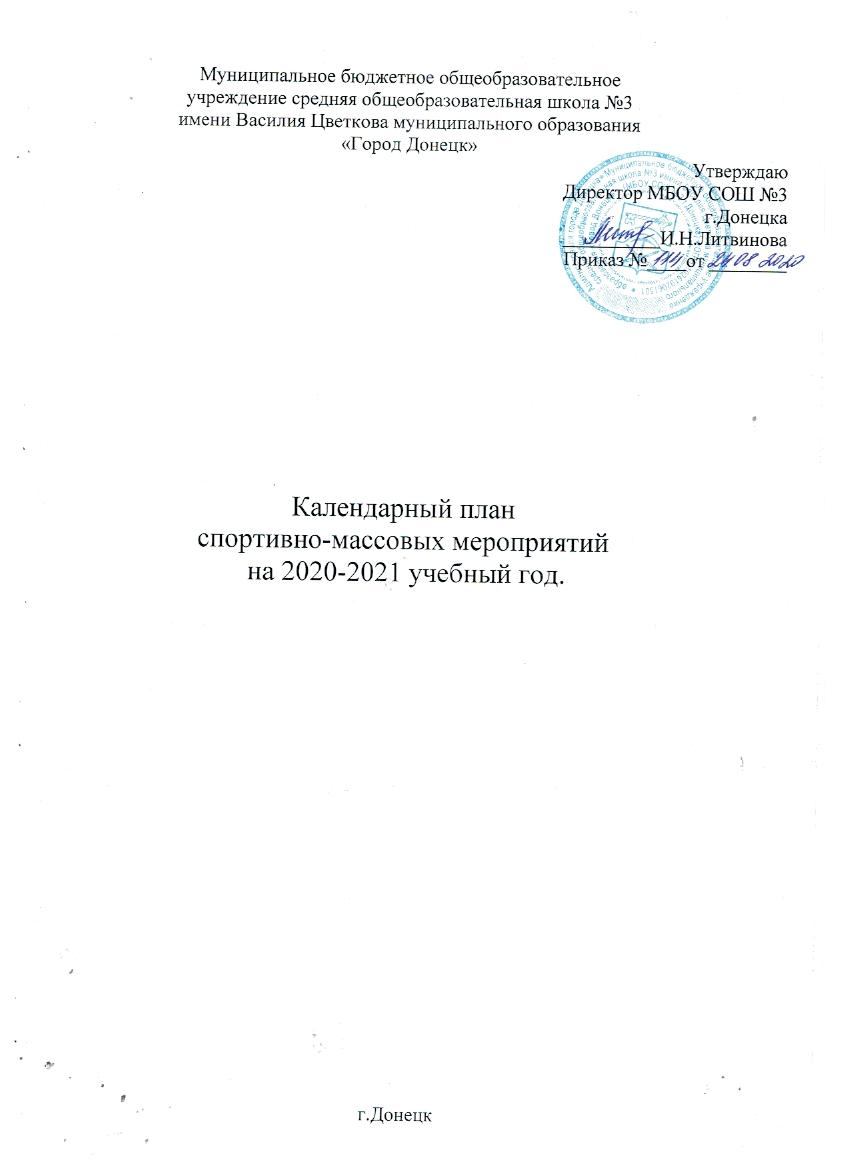 Муниципальное бюджетное общеобразовательное
учреждение средняя общеобразовательная школа №3
имени Василия Цветкова муниципального образования
«Город Донецк»
Утверждаю
Директор МБОУ СОШ №3
г.Донецка
И.Н.Литвинова
Приказ № от 08 2020
Календарный план
спортивно-массовых мероприятий
на 2020-2021 учебный год.
г.Донецк